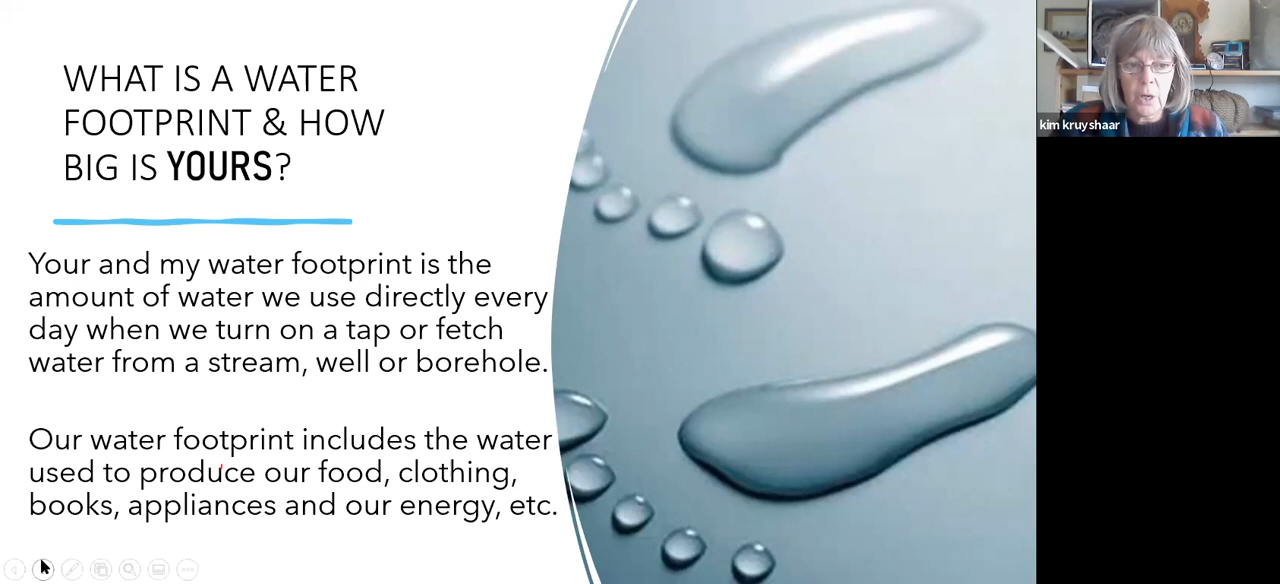 WHAT IS A WATER
FOOTPRINT & HOW
BIG IS YOURS?
Your and my water footprint is the
amount of water we use directly every
day when we turn on a tap or fetch
water from a stream, well or borehole.
Our water footprint includes the water
used to produce our food, clothing,
books, appliances and our energy, etc.
kim kruyshaar